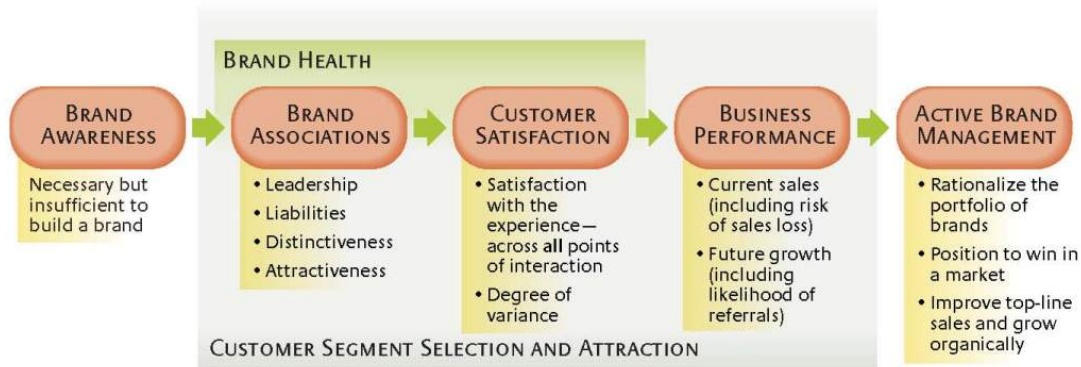 BRAND HEALTH
BRAND
AWARENESS
Necessary but
insufficient to
build a brand
BRAND
ASSOCIATIONS
• Leadership
• Liabilities
• Distinctiveness
• Attractiveness
CUSTOMER
SATISFACTION
• Satisfaction
with the
experience—
across all points
of interaction
• Degree of
variance
BUSINESS
PERFORMANCE
• Current sales
(including risk
of sales loss)
• Future growth
(including
likelihood of
referrals)
ACTIVE BRAND
MANAGEMENT
• Rationalize the
portfolio of
brands
• Position to win in
a market
• Improve top-line
sales and grow
organically
CUSTOMER SEGMENT SELECTION AND ATTRACTION